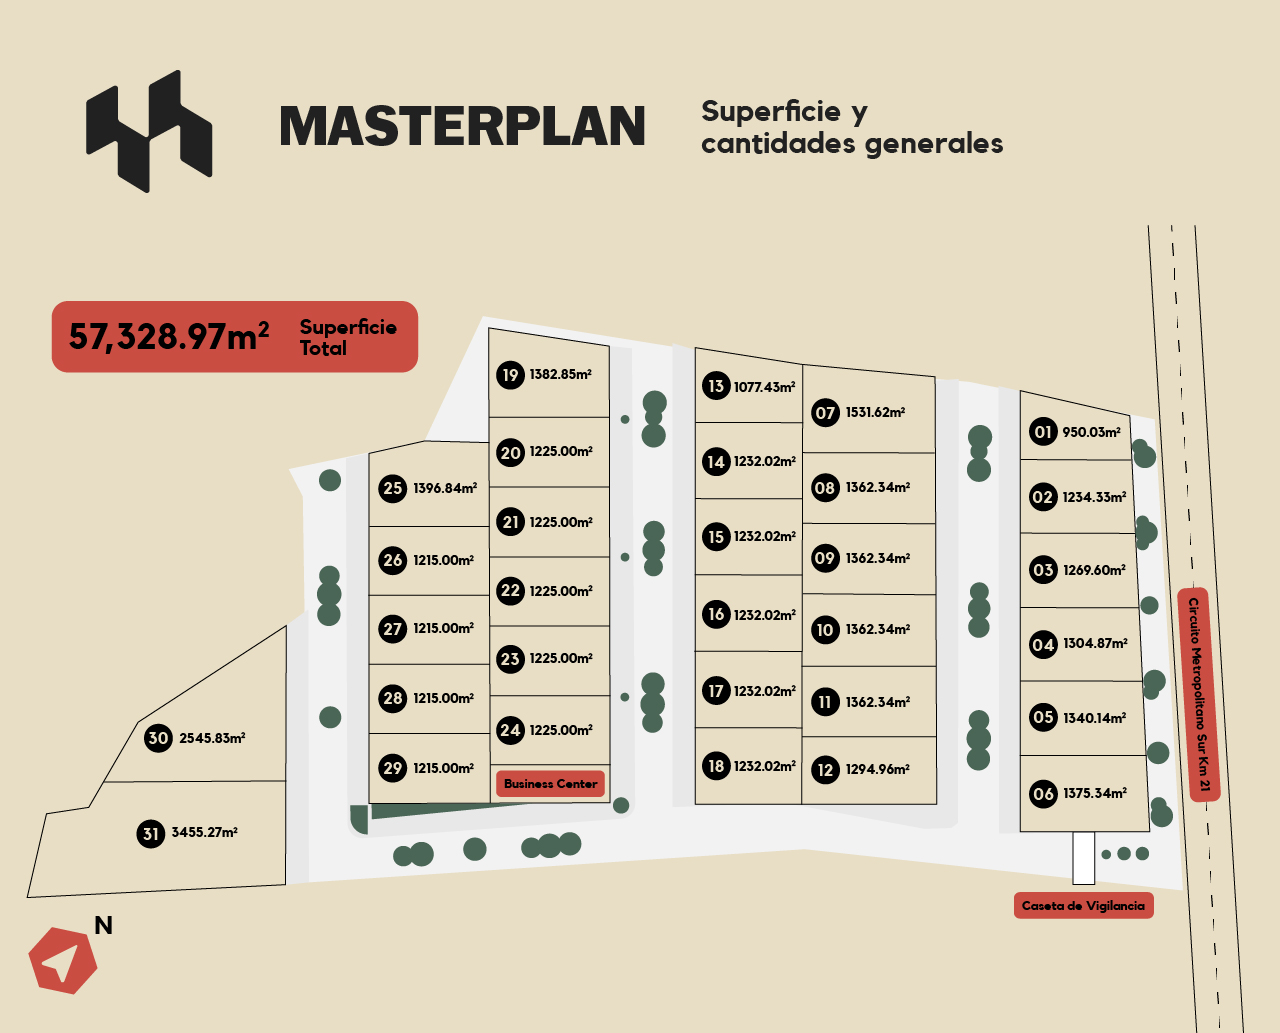 MASTERPLAN
Superficie y
cantidades generales
57,328.97m²
Superficie
Total
19 1382.85m²
20 1225.00m²
21 1225.00m²
22 1225.00m²
23 1225.00m²
24 1225.00m²
Business Center
25 1396.84m²
26 1215.00m²
27 1215.00m²
28 1215.00m²
29 1215.00m²
30 2545.83m²
31 3455.27m²
13 1077.43m²
14 1232.02m²
15 1232.02m²
16 1232.02m²
17 1232.02m²
18 1232.02m²
07 1531.62m²
08 1362.34m²
09 1362.34m²
10 1362.34m²
11 1362.34m²
12 1294.96m²
01 950.03m²
02 1234.33m²
03 1269.60m²
04 1304.87m²
05 1340.14m²
06 1375.34m²
Circuito Metropolitano Sur Km 21
Caseta de Vigilancia
N